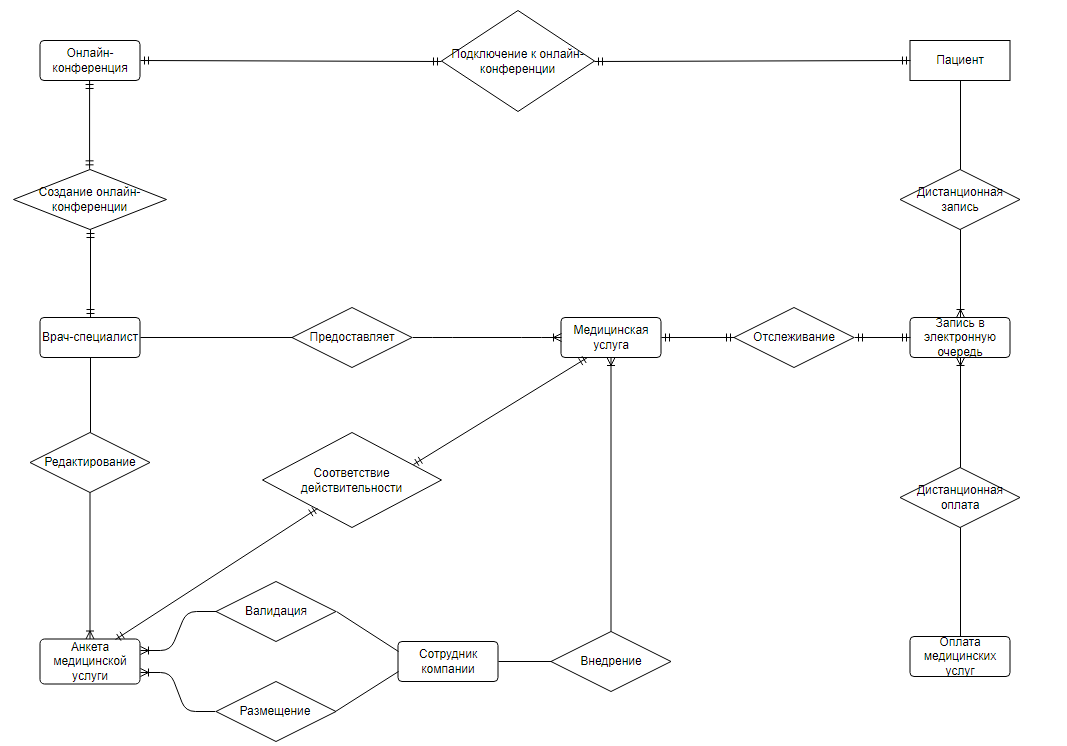 Онлайн-
конференция
Подключение к онлайн-
конференции
Пациент
Создание онлайн-
конференции
Дистанционная
запись
Врач-специалист
Предоставляет
Медицинская
услуга
Отслеживание
Запись в
электронную
очередь
Редактирование
Соответствие
действительности
Дистанционная
оплата
Валидация
Анкета
медицинской
услуги
Сотрудник
компании
Внедрение
Оплата
медицинских
услуг
Размещение